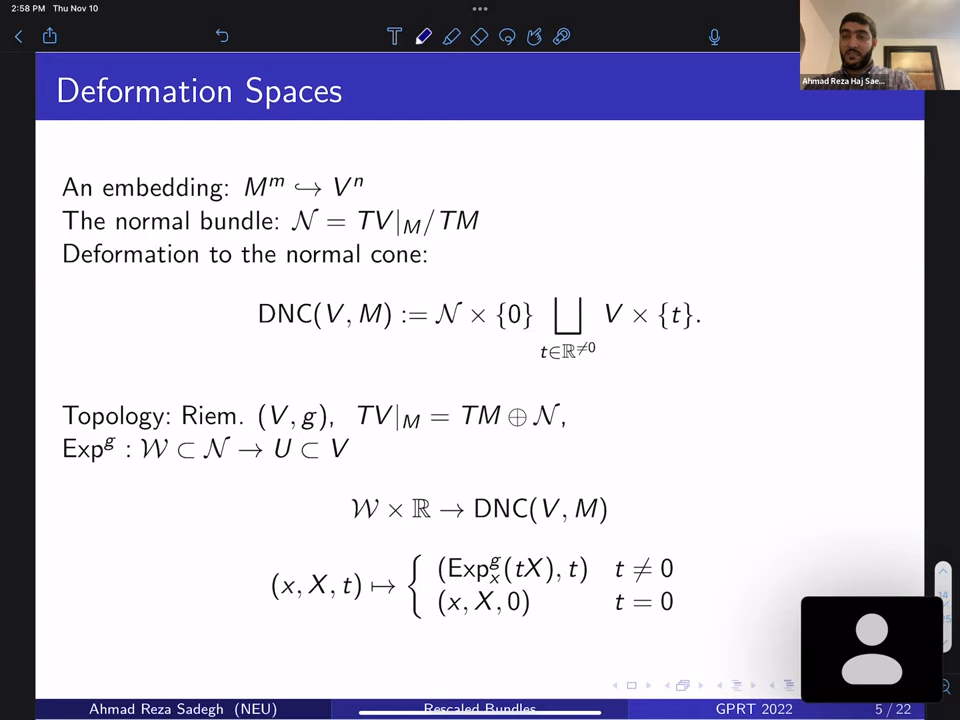 2:58 PM Thu Nov 10
Ahmad Reza Haj Sae...
Deformation Spaces
An embedding: Mᵐ ↪ Vⁿ
The normal bundle: 𝒩 = TV|_M/TM
Deformation to the normal cone:
DNC(V, M) := 𝒩 × {0} ⨆_{t∈ℝ^{≠0}} V × {t}.
Topology: Riem. (V, g), TV|_M = TM ⊕ 𝒩,
Exp^g : 𝒲 ⊂ 𝒩 → U ⊂ V
𝒲 × ℝ → DNC(V, M)
(x, X, t) ↦ { (Exp^g_x(tX), t) t ≠ 0
(x, X, 0) t = 0
Ahmad Reza Sadegh (NEU) Rescaled Bundles GPRT 2022 5 / 22